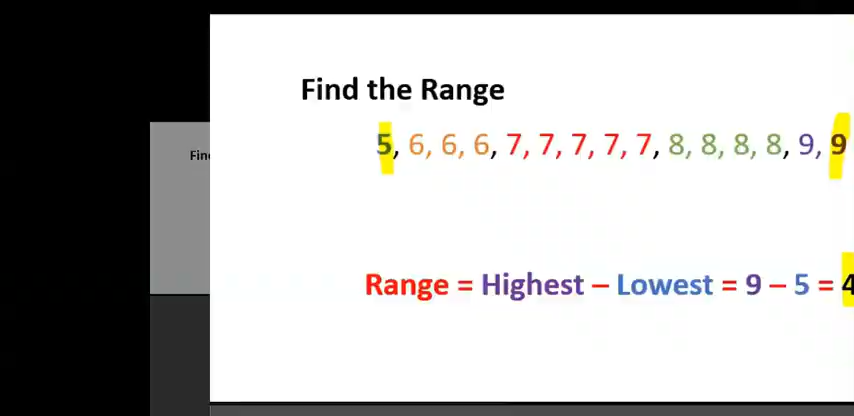 Find the Range
5, 6, 6, 6, 7, 7, 7, 7, 7, 8, 8, 8, 8, 9, 9
Range = Highest – Lowest = 9 – 5 = 4